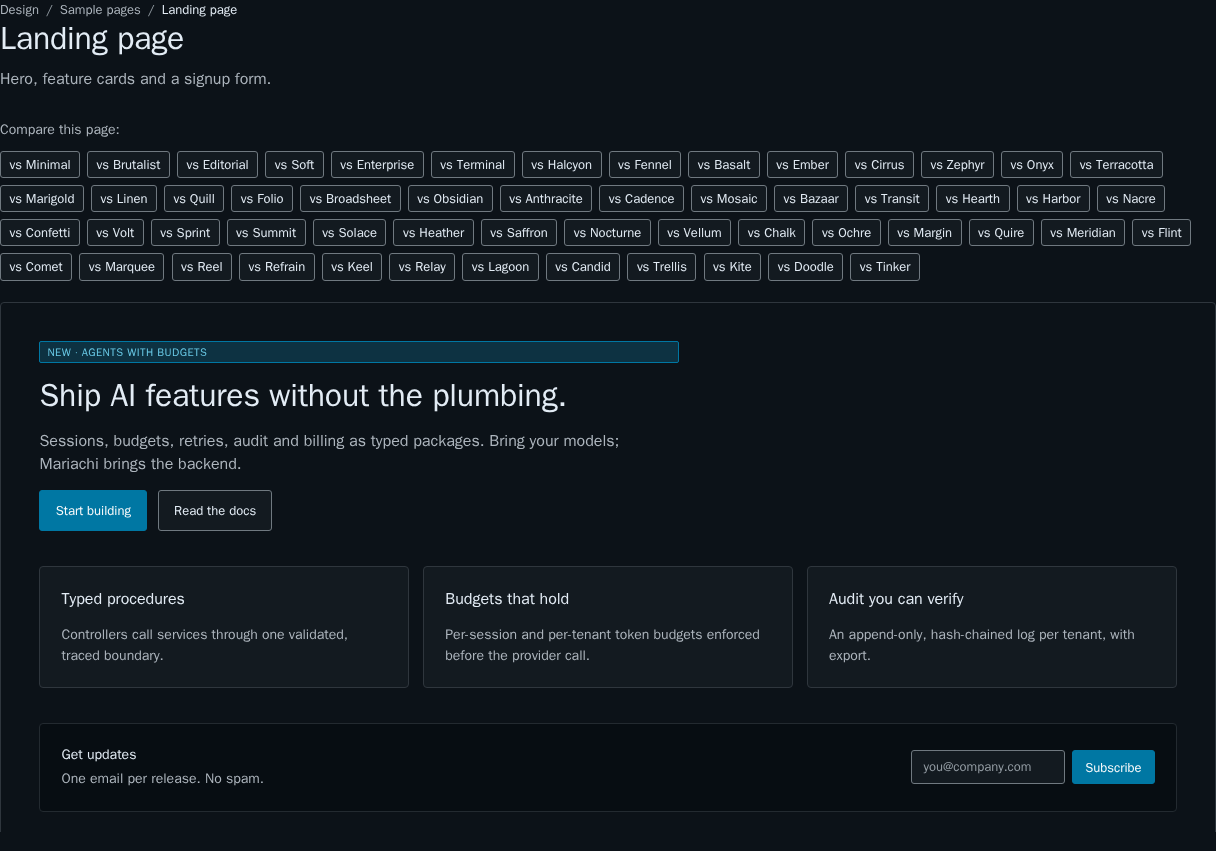 Design / Sample pages / Landing page
Landing page
Hero, feature cards and a signup form.
Compare this page:
vs Minimal vs Brutalist vs Editorial vs Soft vs Enterprise vs Terminal vs Halcyon vs Fennel vs Basalt vs Ember vs Cirrus vs Zephyr vs Onyx vs Terracotta
vs Marigold vs Linen vs Quill vs Folio vs Broadsheet vs Obsidian vs Anthracite vs Cadence vs Mosaic vs Bazaar vs Transit vs Hearth vs Harbor vs Nacre
vs Confetti vs Volt vs Sprint vs Summit vs Solace vs Heather vs Saffron vs Nocturne vs Vellum vs Chalk vs Ochre vs Margin vs Quire vs Meridian vs Flint
vs Comet vs Marquee vs Reel vs Refrain vs Keel vs Relay vs Lagoon vs Candid vs Trellis vs Kite vs Doodle vs Tinker
NEW · AGENTS WITH BUDGETS
Ship AI features without the plumbing.
Sessions, budgets, retries, audit and billing as typed packages. Bring your models;
Mariachi brings the backend.
Start building Read the docs
Typed procedures
Controllers call services through one validated,
traced boundary.
Budgets that hold
Per-session and per-tenant token budgets enforced
before the provider call.
Audit you can verify
An append-only, hash-chained log per tenant, with
export.
Get updates
One email per release. No spam.
you@company.com Subscribe